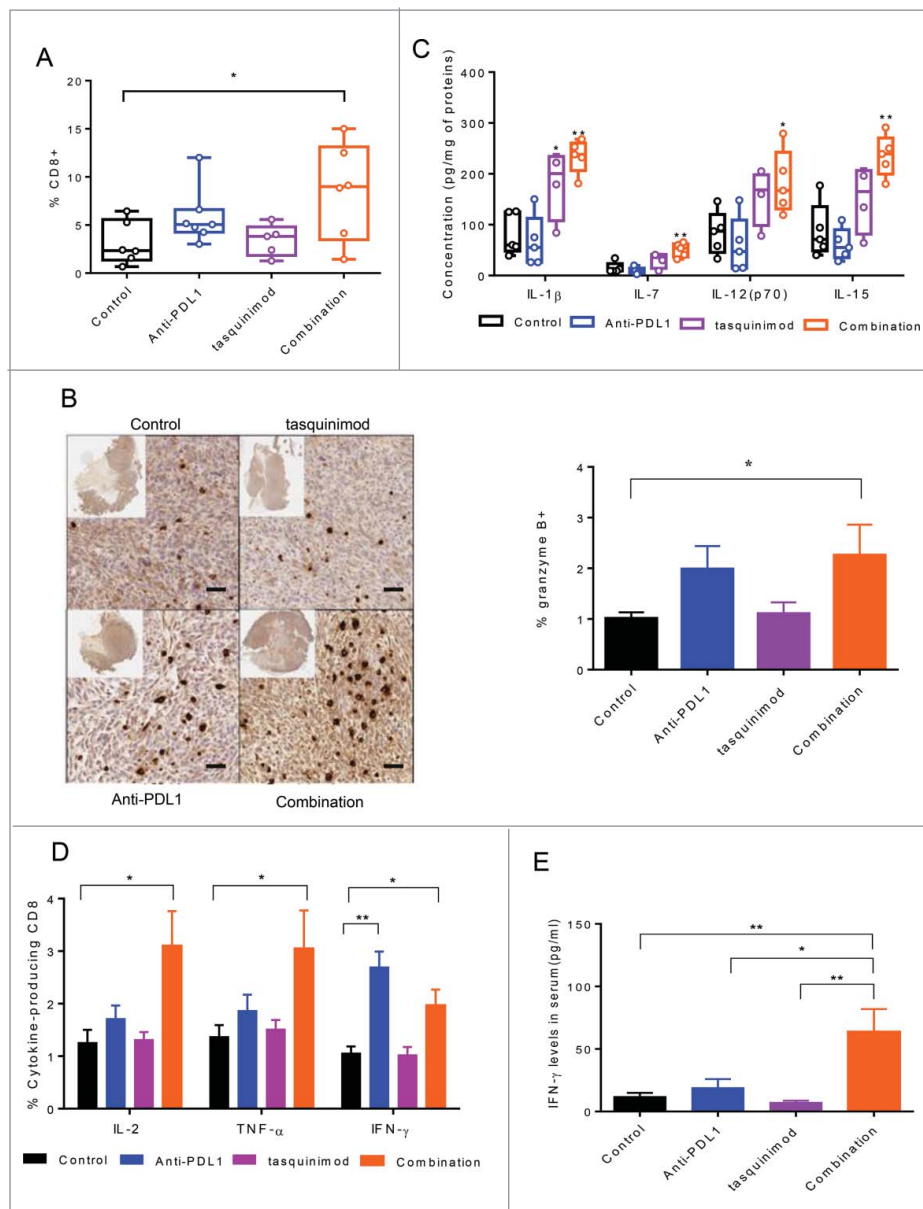 A
*
% CD8+
20
15
10
5
0
Control
Anti-PDL1
tasquinimod
Combination
C
Concentration (pg/mg of proteins)
400
300
200
100
0
*
**
**
*
**
IL-1β
IL-7
IL-12(p70)
IL-15
Control
Anti-PDL1
tasquinimod
Combination
B
Control
tasquinimod
Anti-PDL1
Combination
% granzyme B+
4
3
2
1
0
*
Control
Anti-PDL1
tasquinimod
Combination
D
% Cytokine-producing CD8
4
3
2
1
0
*
*
*
**
IL-2
TNF-α
IFN-γ
Control
Anti-PDL1
tasquinimod
Combination
E
IFN-γ levels in serum(pg/ml)
150
100
50
0
**
*
**
Control
Anti-PDL1
tasquinimod
Combination